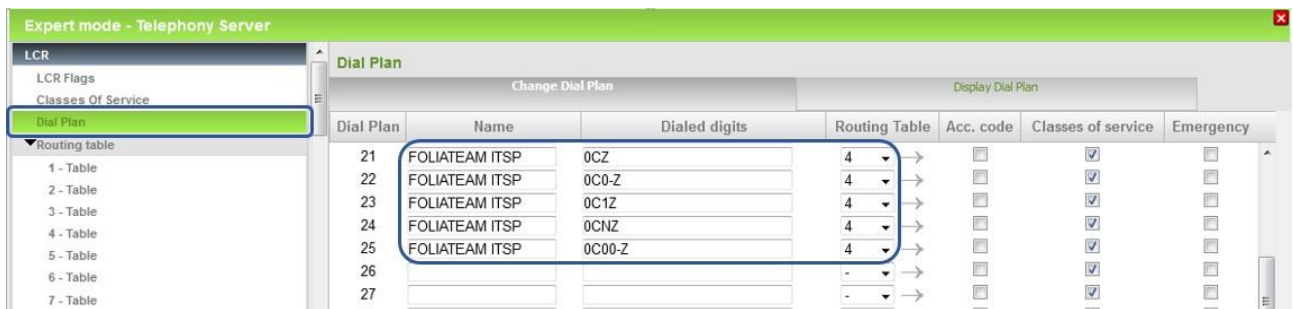 Expert mode - Telephony Server
LCR
LCR Flags
Classes Of Service
Dial Plan
Routing table
1 - Table
2 - Table
3 - Table
4 - Table
5 - Table
6 - Table
7 - Table
Dial Plan
Change Dial Plan Display Dial Plan
Dial Plan Name Dialed digits Routing Table Acc. code Classes of service Emergency
21 FOLIATEAM ITSP 0CZ 4
22 FOLIATEAM ITSP 0C0-Z 4
23 FOLIATEAM ITSP 0C1Z 4
24 FOLIATEAM ITSP 0CNZ 4
25 FOLIATEAM ITSP 0C00-Z 4
26 -
27 -